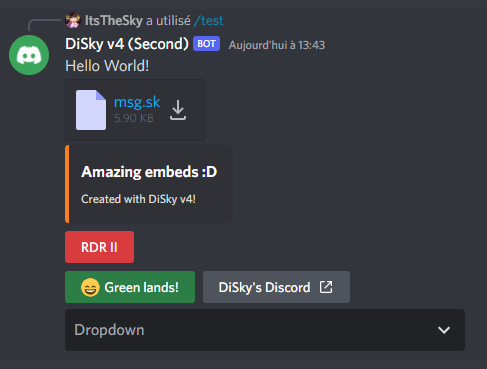 ItsTheSky a utilisé /test
DiSky v4 (Second) BOT Aujourd'hui à 13:43
Hello World!
msg.sk
5.90 KB
Amazing embeds :D
Created with DiSky v4!
RDR II
😄 Green lands! DiSky's Discord
Dropdown